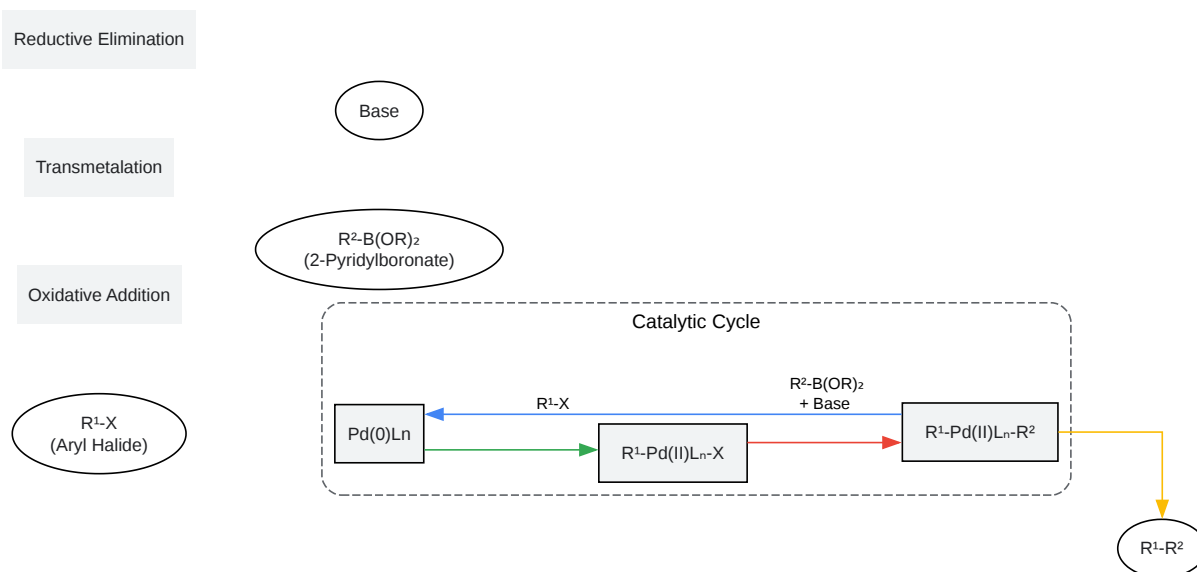 Reductive Elimination
Base
Transmetalation
R²-B(OR)₂
(2-Pyridylboronate)
Oxidative Addition
Catalytic Cycle
R¹-X
(Aryl Halide)
Pd(0)Ln
R¹-X
R¹-Pd(II)Lₙ-X
R²-B(OR)₂
+ Base
R¹-Pd(II)Lₙ-R²
R¹-R²